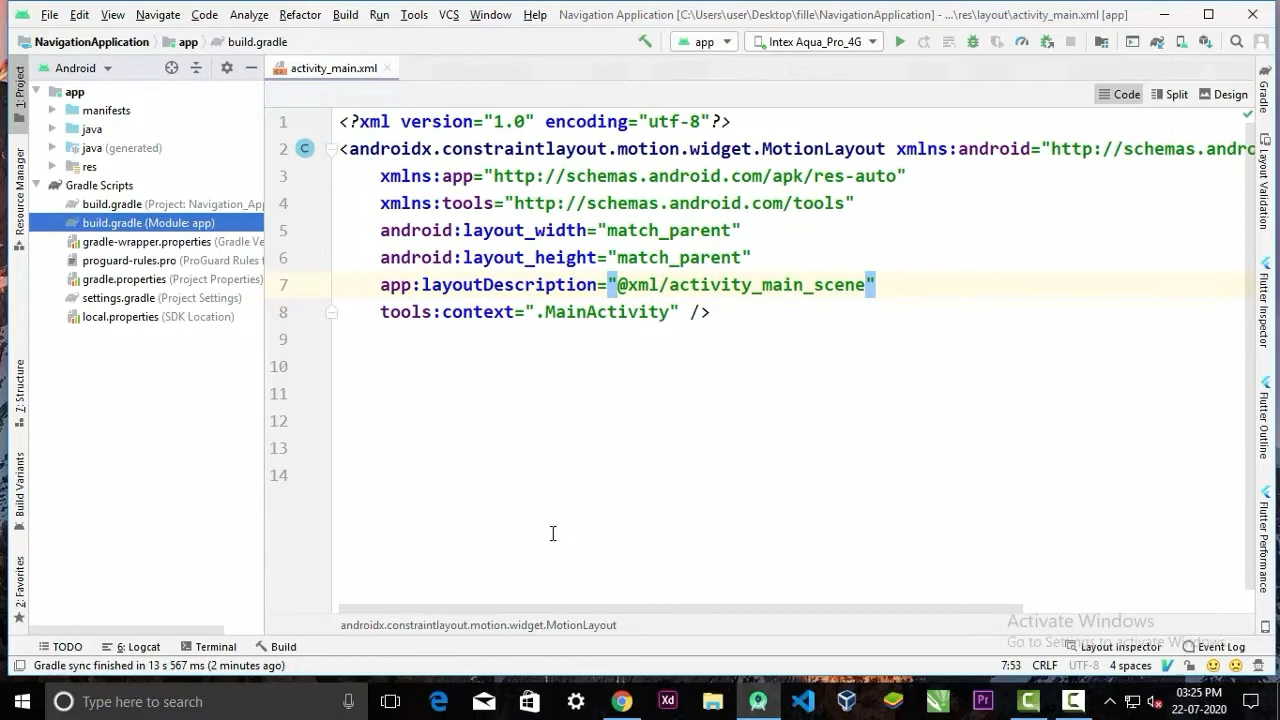 File Edit View Navigate Code Analyze Refactor Build Run Tools VCS Window Help Navigation Application [C:\Users\user\Desktop\fille\NavigationApplication] - ...\res\layout\activity_main.xml [app]
NavigationApplication app build.gradle
app Intex Aqua_Pro_4G
Android
activity_main.xml
Code Split Design
1: Project
Resource Manager
7: Structure
Build Variants
2: Favorites
app
manifests
java
java (generated)
res
Gradle Scripts
build.gradle (Project: Navigation_App
build.gradle (Module: app)
gradle-wrapper.properties (Gradle Ve
proguard-rules.pro (ProGuard Rules f
gradle.properties (Project Properties)
settings.gradle (Project Settings)
local.properties (SDK Location)
1 <?xml version="1.0" encoding="utf-8"?>
2 <androidx.constraintlayout.motion.widget.MotionLayout xmlns:android="http://schemas.andro
3 xmlns:app="http://schemas.android.com/apk/res-auto"
4 xmlns:tools="http://schemas.android.com/tools"
5 android:layout_width="match_parent"
6 android:layout_height="match_parent"
7 app:layoutDescription="@xml/activity_main_scene"
8 tools:context=".MainActivity" />
9
10
11
12
13
14
Gradle
Layout Validation
Flutter Inspector
Flutter Outline
Flutter Performance
androidx.constraintlayout.motion.widget.MotionLayout
Activate Windows
Go to Settings to activate Windows.
TODO 6: Logcat Terminal Build Layout Inspector Event Log
Gradle sync finished in 13 s 567 ms (2 minutes ago) 7:53 CRLF UTF-8 4 spaces
Type here to search
Xd
Pr
03:25 PM
22-07-2020